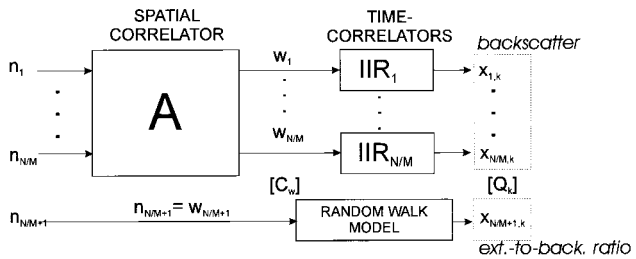 SPATIAL
CORRELATOR
TIME-
CORRELATORS
backscatter
n1
w1
IIR1
x1,k
A
nN/M
wN/M
IIRN/M
xN/M,k
[Cw]
[Qk]
nN/M+1
nN/M+1= wN/M+1
RANDOM WALK
MODEL
xN/M+1,k
ext.-to-back. ratio